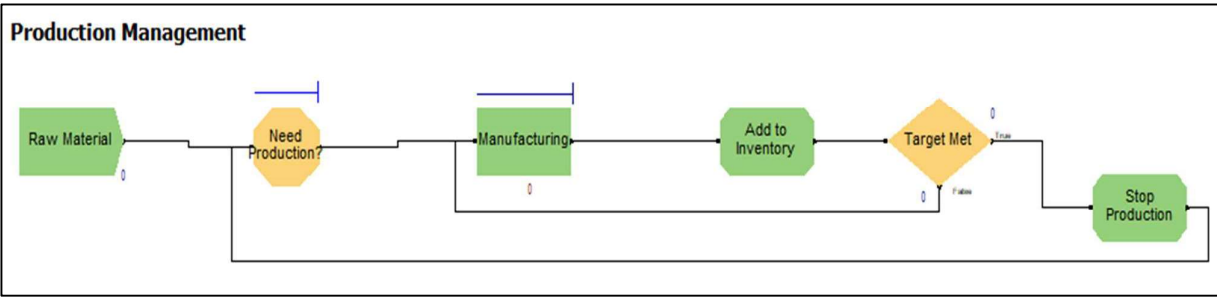 Production Management
Raw Material
0
Need
Production?
Manufacturing
0
Add to
Inventory
Target Met
0
True
0
False
Stop
Production